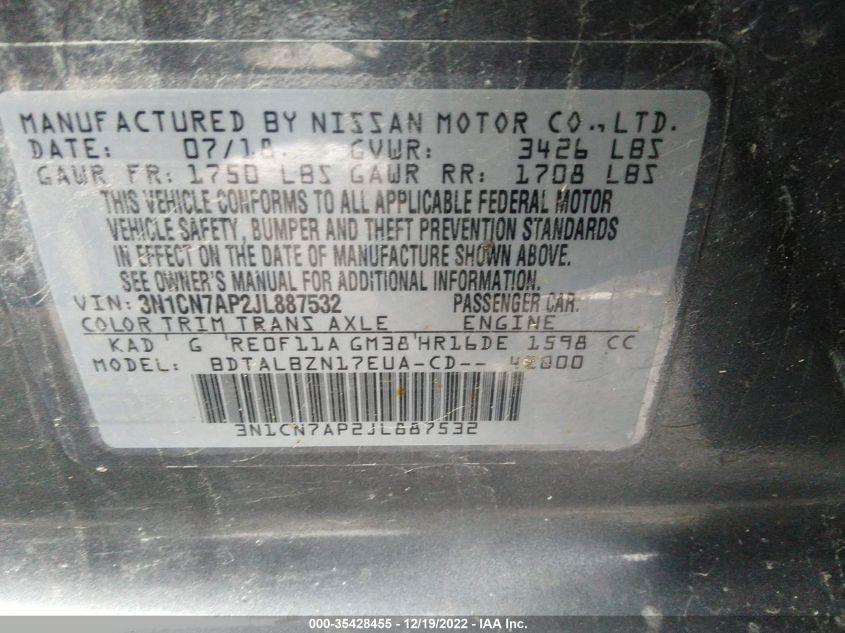 MANUFACTURED BY NISSAN MOTOR CO., LTD.
DATE: 07/18 GVWR: 3426 LBS
GAWR FR: 1750 LBS GAWR RR: 1708 LBS
THIS VEHICLE CONFORMS TO ALL APPLICABLE FEDERAL MOTOR
VEHICLE SAFETY, BUMPER AND THEFT PREVENTION STANDARDS
IN EFFECT ON THE DATE OF MANUFACTURE SHOWN ABOVE.
SEE OWNER'S MANUAL FOR ADDITIONAL INFORMATION.
VIN: 3N1CN7AP2JL887532 PASSENGER CAR.
COLOR TRIM TRANS AXLE ENGINE
KAD G RE0F11A GM38 HR16DE 1598 CC
MODEL: BDTALBZN17EUA-CD--
3N1CN7AP2JL887532
000-35428455 - 12/19/2022 - IAAI Inc.